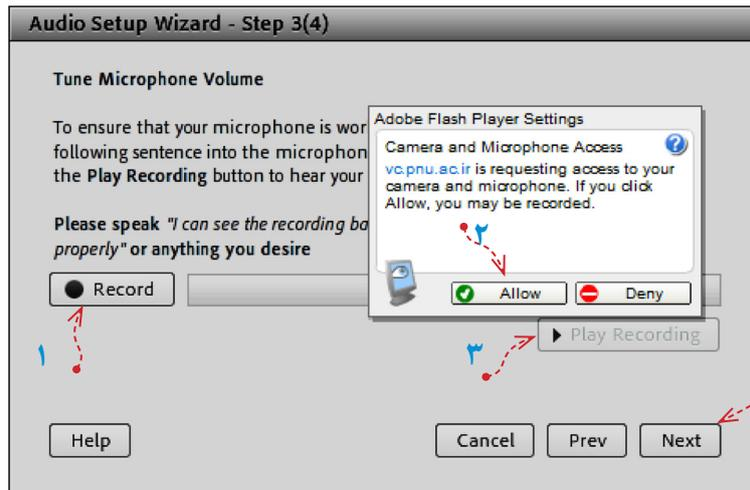 Audio Setup Wizard - Step 3(4)
Tune Microphone Volume
To ensure that your microphone is wor
following sentence into the microphon
the Play Recording button to hear your
Please speak "I can see the recording ba
properly" or anything you desire
Adobe Flash Player Settings
Camera and Microphone Access
vc.pnu.ac.ir is requesting access to your
camera and microphone. If you click
Allow, you may be recorded.
۲
Allow
Deny
Record
۱
۳
Play Recording
Help
Cancel
Prev
Next